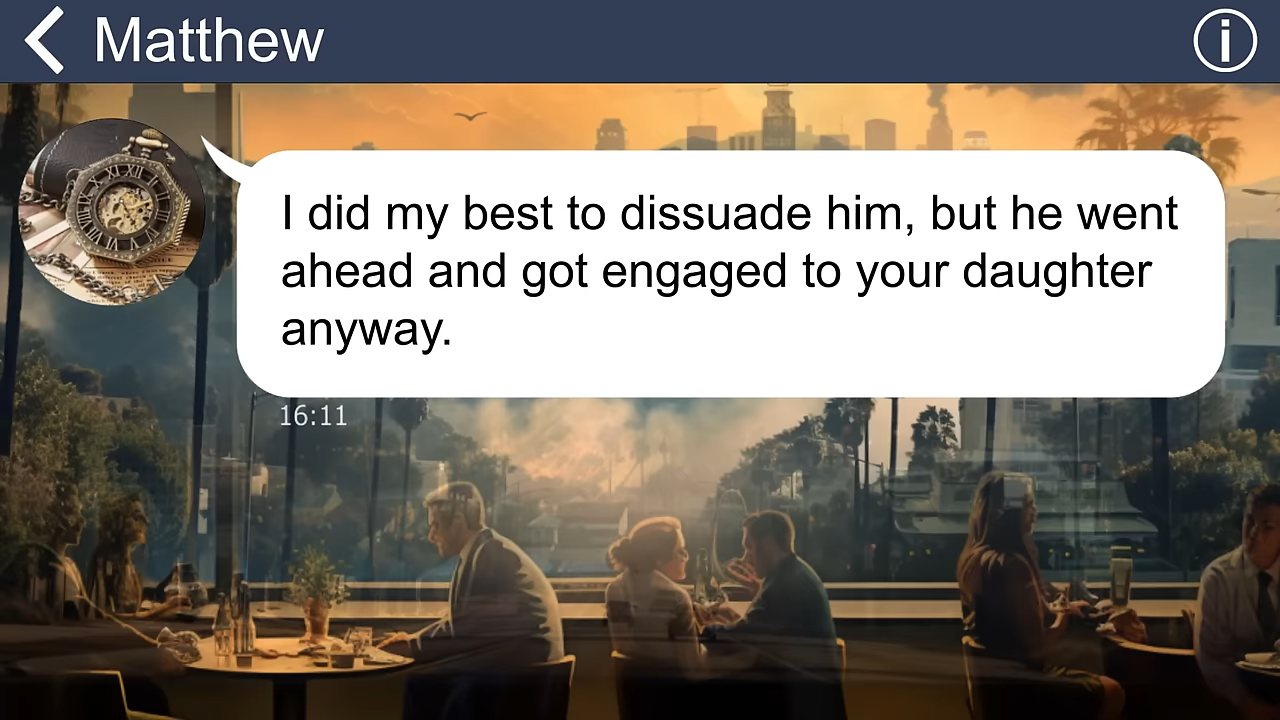 Matthew
I did my best to dissuade him, but he went
ahead and got engaged to your daughter
anyway.
16:11